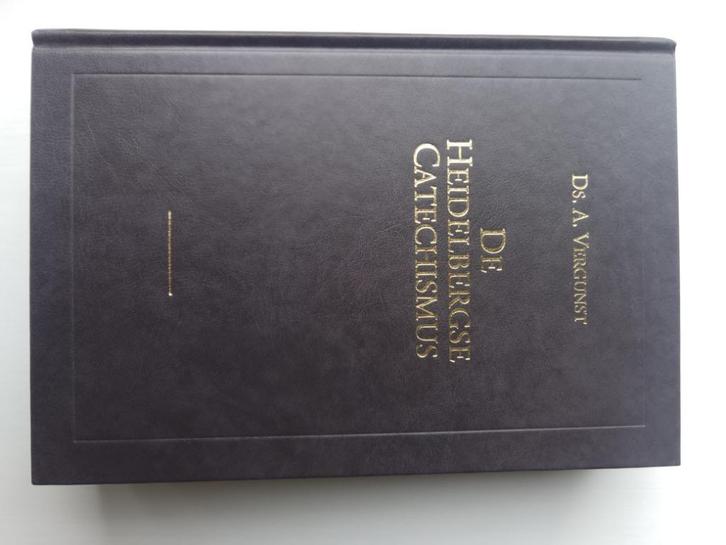 DS. A. VERGUNST
DE
HEIDELBERGSE
CATECHISMUS